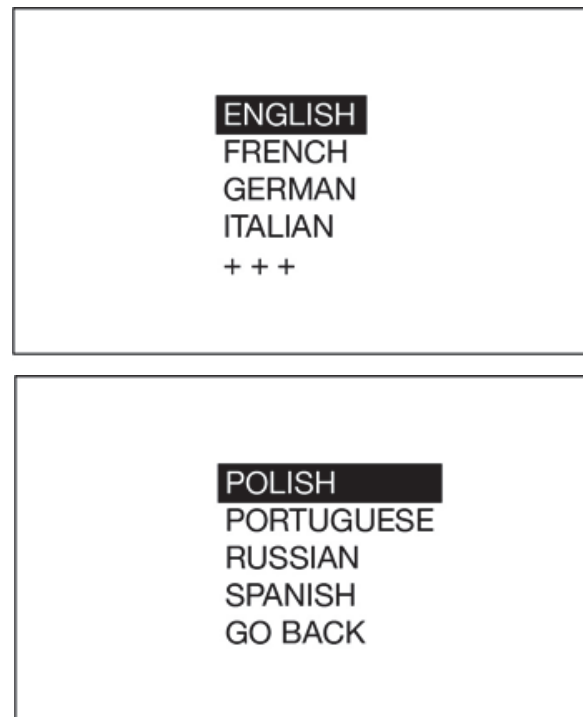 ENGLISH
FRENCH
GERMAN
ITALIAN
+ + +
POLISH
PORTUGUESE
RUSSIAN
SPANISH
GO BACK